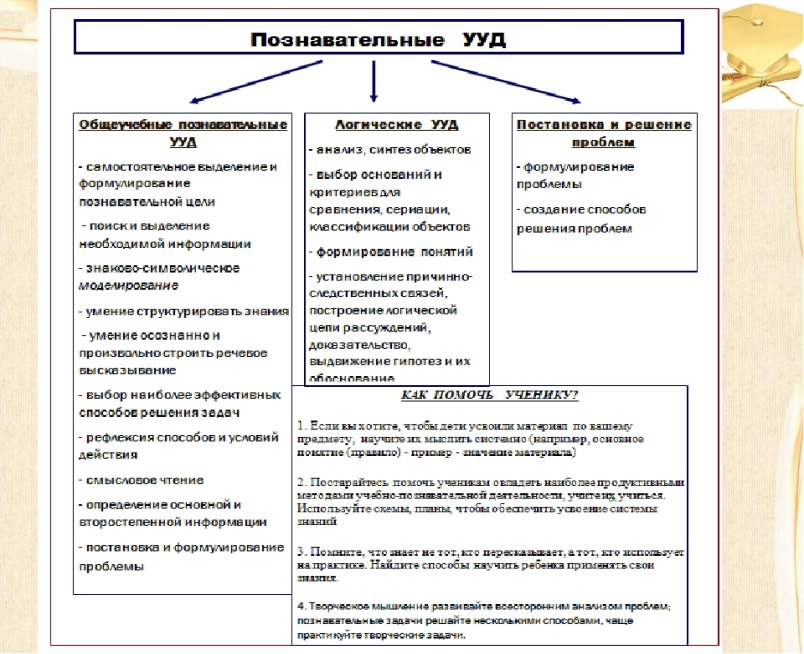 Познавательные УУД
Общеучебные познавательные
УУД
- самостоятельное выделение и
формулирование
познавательной цели
- поиск и выделение
необходимой информации
- знаково-символическое
моделирование
- умение структурировать знания
- умение осознанно и
произвольно строить речевое
высказывание
- выбор наиболее эффективных
способов решения задач
- рефлексия способов и условий
действия
- смысловое чтение
- определение основной и
второстепенной информации
- постановка и формулирование
проблемы
Логические УУД
- анализ, синтез объектов
- выбор оснований и
критериев для
сравнения, сериации,
классификации объектов
- формирование понятий
- установление причинно-
следственных связей,
построение логической
цепи рассуждений,
доказательство,
выдвижение гипотез и их
обоснование
Постановка и решение
проблем
- формулирование
проблемы
- создание способов
решения проблем
КАК ПОМОЧЬ УЧЕНИКУ?
1. Если вы хотите, чтобы дети усвоили материал по вашему
предмету, научите их мыслить системно (например, основное
понятие (правило) - пример - значение материала)
2. Постарайтесь помочь ученикам овладеть наиболее продуктивными
методами учебно-познавательной деятельности, учите их учиться.
Используйте схемы, планы, чтобы обеспечить усвоение системы
знаний
3. Помните, что знает не тот, кто пересказывает, а тот, кто использует
на практике. Найдите способы научить ребенка применять свои
знания.
4. Творческое мышление развивайте всесторонним анализом проблем;
познавательные задачи решайте несколькими способами, чаще
практикуйте творческие задачи.